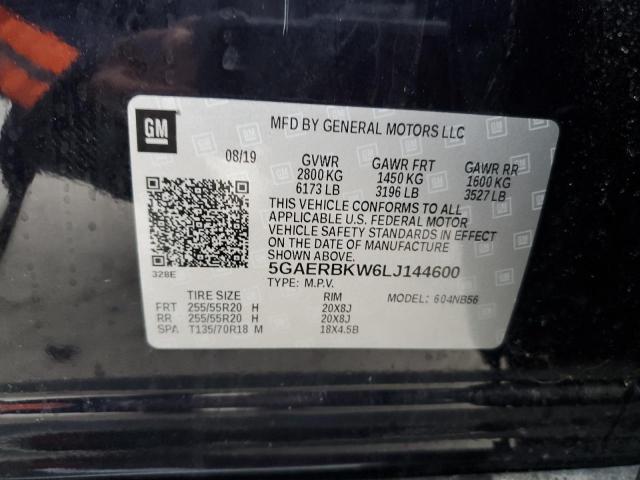 GM
MFD BY GENERAL MOTORS LLC
08/19 GVWR GAWR FRT GAWR RR
2800 KG 1450 KG 1600 KG
6173 LB 3196 LB 3527 LB
THIS VEHICLE CONFORMS TO ALL
APPLICABLE U.S. FEDERAL MOTOR
VEHICLE SAFETY STANDARDS IN EFFECT
ON THE DATE OF MANUFACTURE
SHOWN ABOVE.
328E
5GAERBKW6LJ144600
TYPE: M.P.V.
TIRE SIZE RIM MODEL: 604NB56
FRT 255/55R20 H 20X8J
RR 255/55R20 H 20X8J
SPA T135/70R18 M 18X4.5B